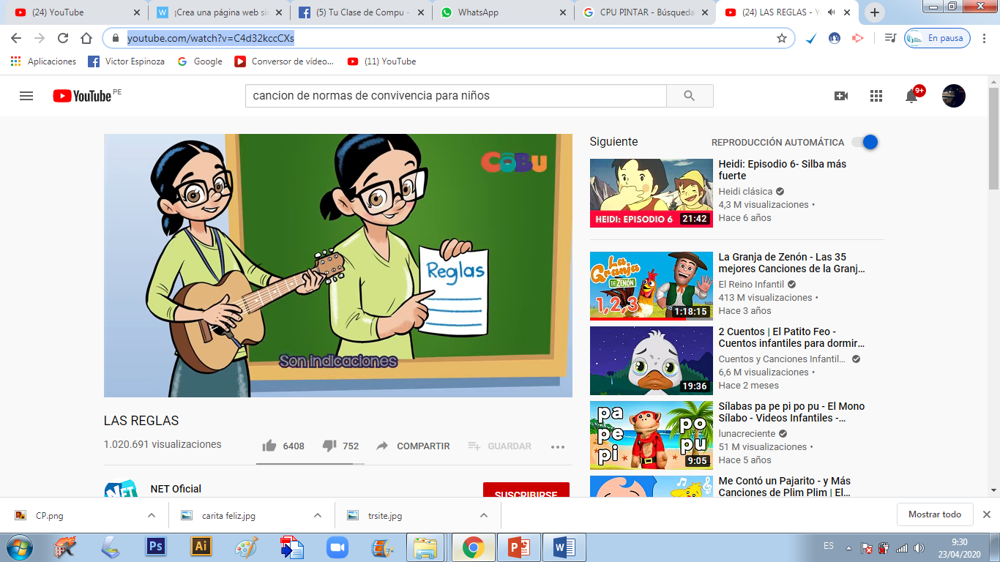 (24) YouTube
¡Crea una página web sin
(5) Tu Clase de Compu -
WhatsApp
CPU PINTAR - Búsqueda
(24) LAS REGLAS - Yo
youtube.com/watch?v=C4d32kccCXs
En pausa
Aplicaciones
Victor Espinoza
Google
Conversor de vídeo...
(11) YouTube
YouTube PE
cancion de normas de convivencia para niños
9+
CÖBU
Reglas
Son indicaciones
LAS REGLAS
1.020.691 visualizaciones
6408
752
COMPARTIR
GUARDAR
NET
NET Oficial
SUSCRIBIRSE
Siguiente
REPRODUCCIÓN AUTOMÁTICA
HEIDI: EPISODIO 6
21:42
Heidi: Episodio 6- Silba más
fuerte
Heidi clásica
4,3 M visualizaciones •
Hace 6 años
La
Granja
DE ZENÓN
1,2,3
1:18:15
La Granja de Zenón - Las 35
mejores Canciones de la Granj...
El Reino Infantil
413 M visualizaciones •
Hace 3 años
19:36
2 Cuentos | El Patito Feo -
Cuentos infantiles para dormir...
Cuentos y Canciones Infantil...
6,6 M visualizaciones •
Hace 2 meses
pa
pe
pi
po
pu
9:05
Sílabas pa pe pi po pu - El Mono
Sílabo - Videos Infantiles -...
lunacreciente
51 M visualizaciones •
Hace 5 años
Me Contó un Pajarito - y Más
Canciones de Plim Plim | El...
CP.png
carita feliz.jpg
trsite.jpg
Mostrar todo
Ps
Ai
ES
9:30
23/04/2020